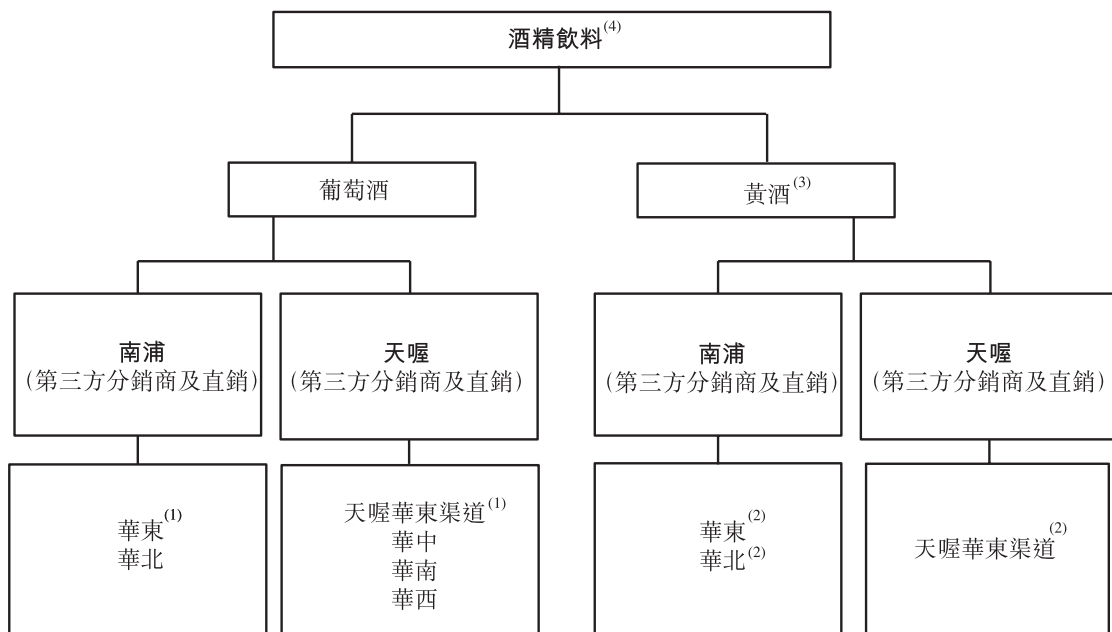 酒精飲料(4)
葡萄酒
黃酒(3)
南浦
(第三方分銷商及直銷)
天喔
(第三方分銷商及直銷)
南浦
(第三方分銷商及直銷)
天喔
(第三方分銷商及直銷)
華東(1)
華北
天喔華東渠道(1)
華中
華南
華西
華東(2)
華北(2)
天喔華東渠道(2)